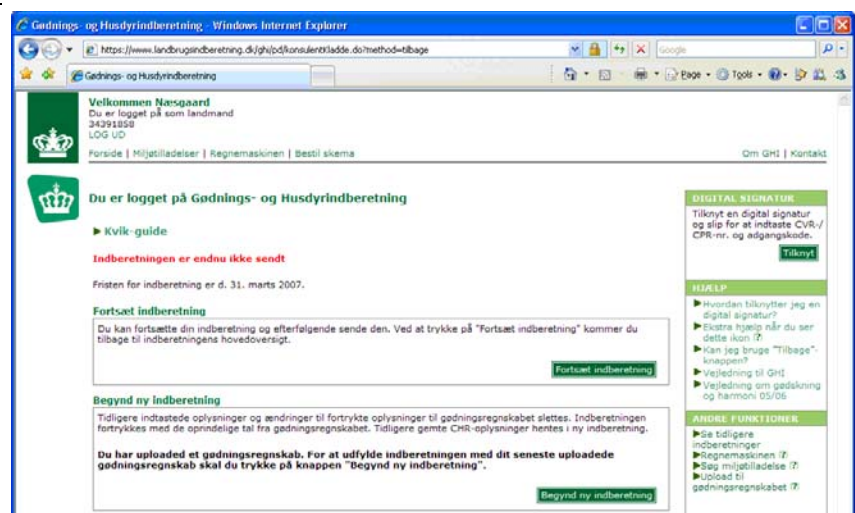 Gødnings- og Husdyrindberetning - Windows Internet Explorer
https://www.landbrugsindberetning.dk/ghi/pd/konsulentKladde.do?method=tilbage
Google
Gødnings- og Husdyrindberetning
Page
Tools
Velkommen Næsgaard
Du er logget på som landmand
34391858
LOG UD
Forside | Miljøtilladelser | Regnemaskinen | Bestil skema
Om GHI | Kontakt
Du er logget på Gødnings- og Husdyrindberetning
Kvik-guide
Indberetningen er endnu ikke sendt
Fristen for indberetning er d. 31. marts 2007.
Fortsæt indberetning
Du kan fortsætte din indberetning og efterfølgende sende den. Ved at trykke på "Fortsæt indberetning" kommer du
tilbage til indberetningens hovedoversigt.
Fortsæt indberetning
Begynd ny indberetning
Tidligere indtastede oplysninger og ændringer til fortrykte oplysninger til gødningsregnskabet slettes. Indberetningen
fortrykkes med de oprindelige tal fra gødningsregnskabet. Tidligere gemte CHR-oplysninger hentes i ny indberetning.
Du har uploaded et gødningsregnskab. For at udfylde indberetningen med dit seneste uploadede
gødningsregnskab skal du trykke på knappen "Begynd ny indberetning".
Begynd ny indberetning
DIGITAL SIGNATUR
Tilknyt en digital signatur
og slip for at indtaste CVR-/
CPR-nr. og adgangskode.
Tilknyt
HJÆLP
Hvordan tilknytter jeg en
digital signatur?
Ekstra hjælp når du ser
dette ikon ?
Kan jeg bruge "Tilbage"-
knappen?
Vejledning til GHI
Vejledning om gødskning
og harmoni 05/06
ANDRE FUNKTIONER
Se tidligere
indberetninger
Regnemaskinen ?
Søg miljøtilladelse ?
Upload til
gødningsregnskabet ?